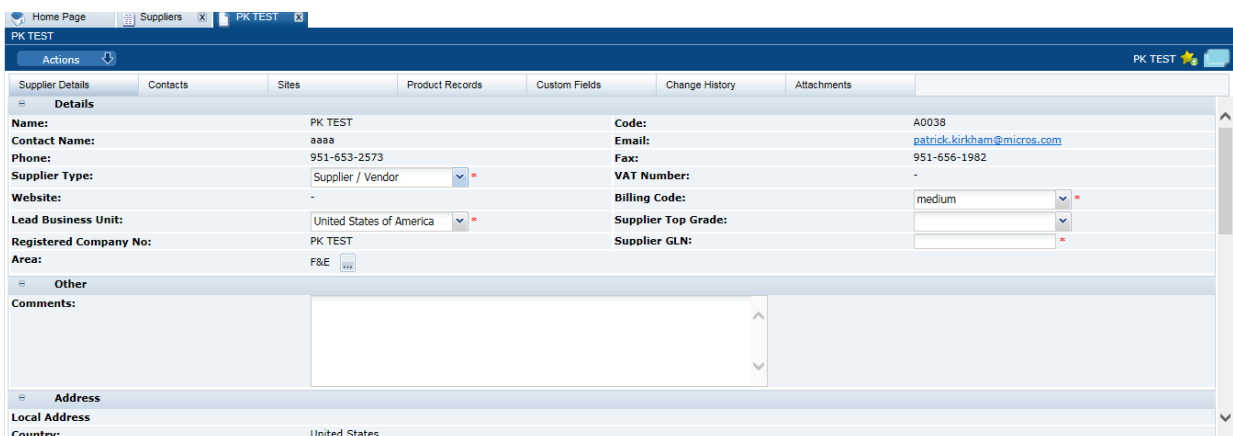 Home Page Suppliers X PK TEST X
PK TEST
Actions PK TEST
Supplier Details Contacts Sites Product Records Custom Fields Change History Attachments
Details
Name: PK TEST Code: A0038
Contact Name: aaaa Email: patrick.kirkham@micros.com
Phone: 951-653-2573 Fax: 951-656-1982
Supplier Type: Supplier / Vendor * VAT Number: -
Website: - Billing Code: medium *
Lead Business Unit: United States of America * Supplier Top Grade:
Registered Company No: PK TEST Supplier GLN: *
Area: F&E ...
Other
Comments:
Address
Local Address
Country: United States